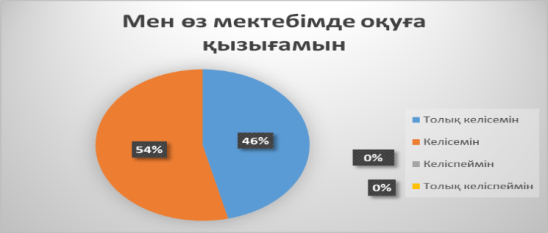 Мен өз мектебімде оқуға
қызығамын
54%
46%
0%
0%
Толық келісемін
Келісемін
Келіспеймін
Толық келіспеймін